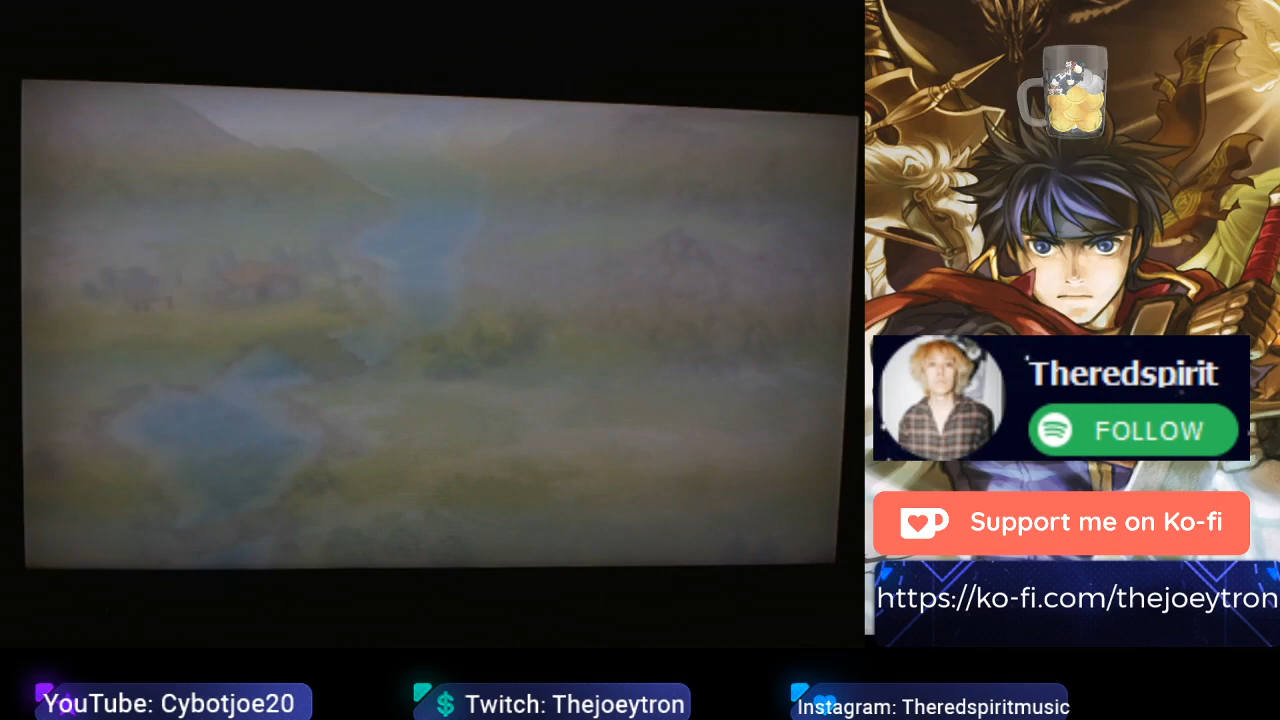 Theredspirit
FOLLOW
Support me on Ko-fi
https://ko-fi.com/thejoeytron
YouTube: Cybotjoe20
Twitch: Thejoeytron
Instagram: Theredspiritmusic